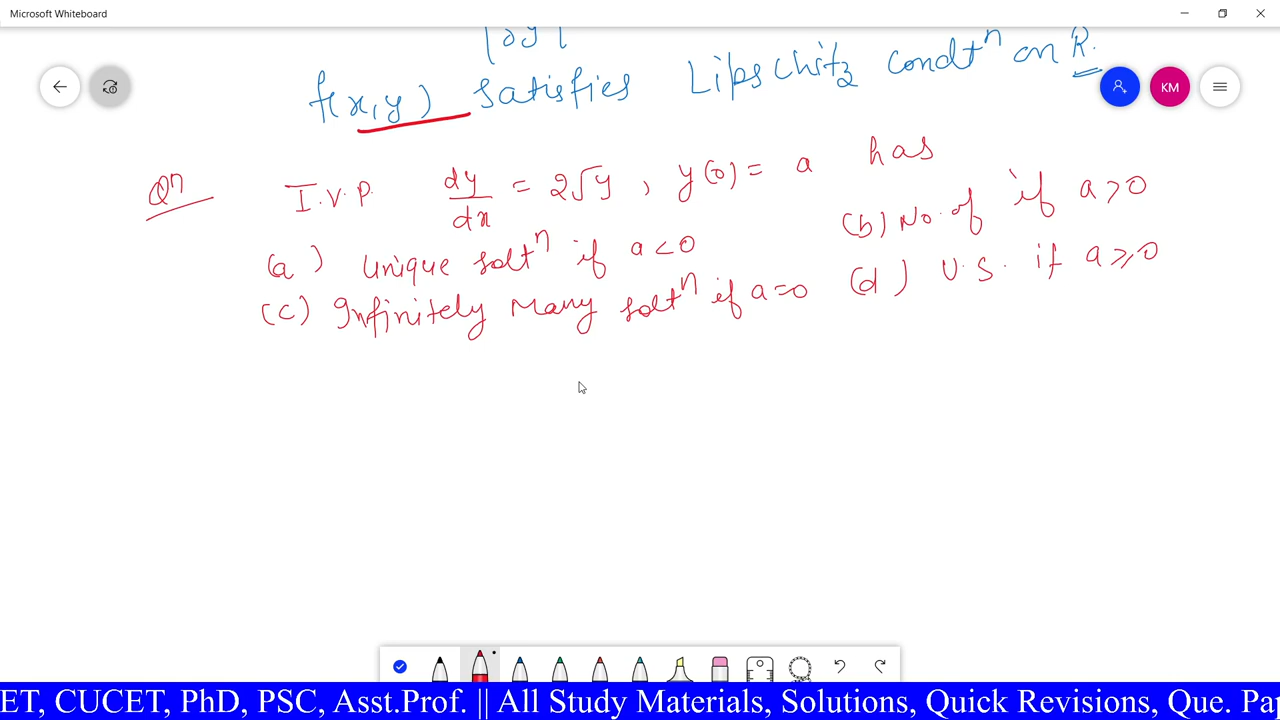 Microsoft Whiteboard
f(x,y) satisfies Lipschitz condtⁿ on R.
KM
Qⁿ I.V.P. dy/dx = 2√y, y(0) = a has
(a) Unique soltⁿ if a<0 (b) No. of if a>0
(c) Infinitely Many soltⁿ if a=0 (d) U.S. if a≥0
ET, CUCET, PhD, PSC, Asst.Prof. || All Study Materials, Solutions, Quick Revisions, Que. Pa